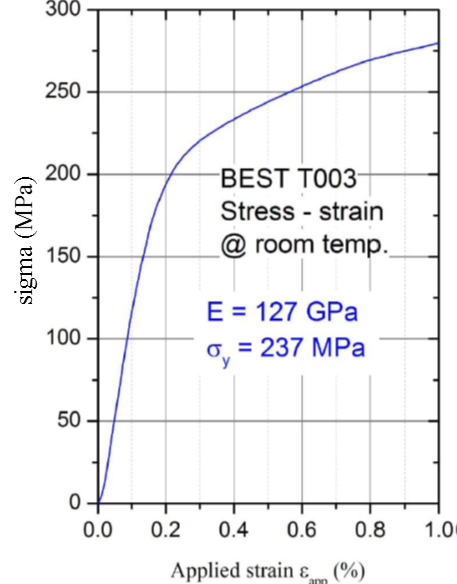 300
250
200
150
100
50
0
sigma (MPa)
BEST T003
Stress - strain
@ room temp.
E = 127 GPa
σy = 237 MPa
0.0 0.2 0.4 0.6 0.8 1.0
Applied strain εapp (%)